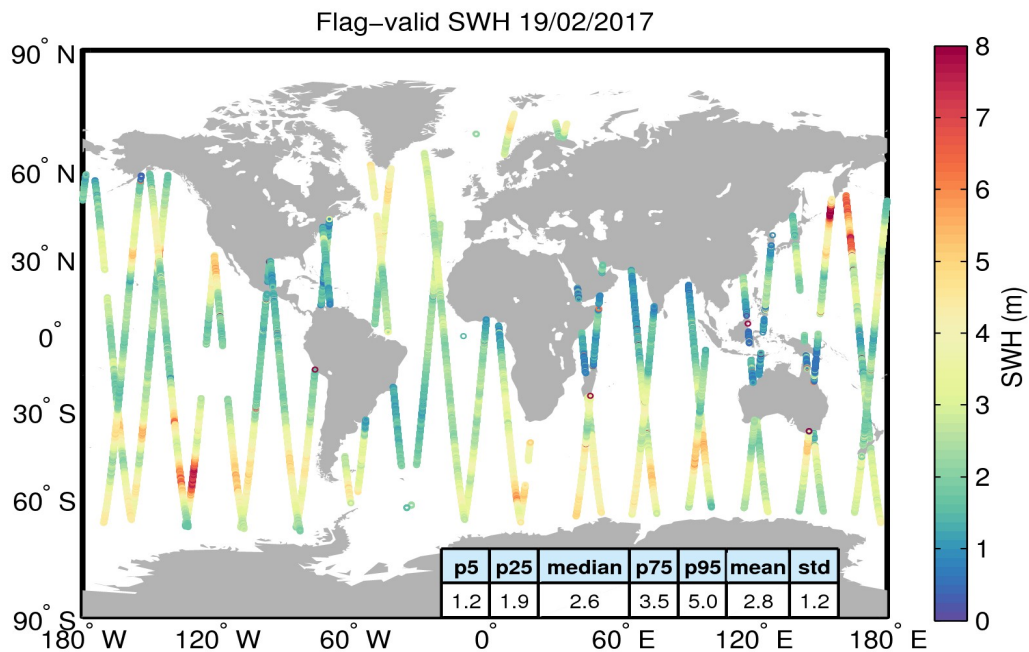 Flag−valid SWH 19/02/2017
90° N
60° N
30° N
0°
30° S
60° S
90° S
180° W
120° W
60° W
0°
60° E
120° E
180° E
p5 p25 median p75 p95 mean std
1.2 1.9 2.6 3.5 5.0 2.8 1.2
8
7
6
5
4
3
2
1
0
SWH (m)